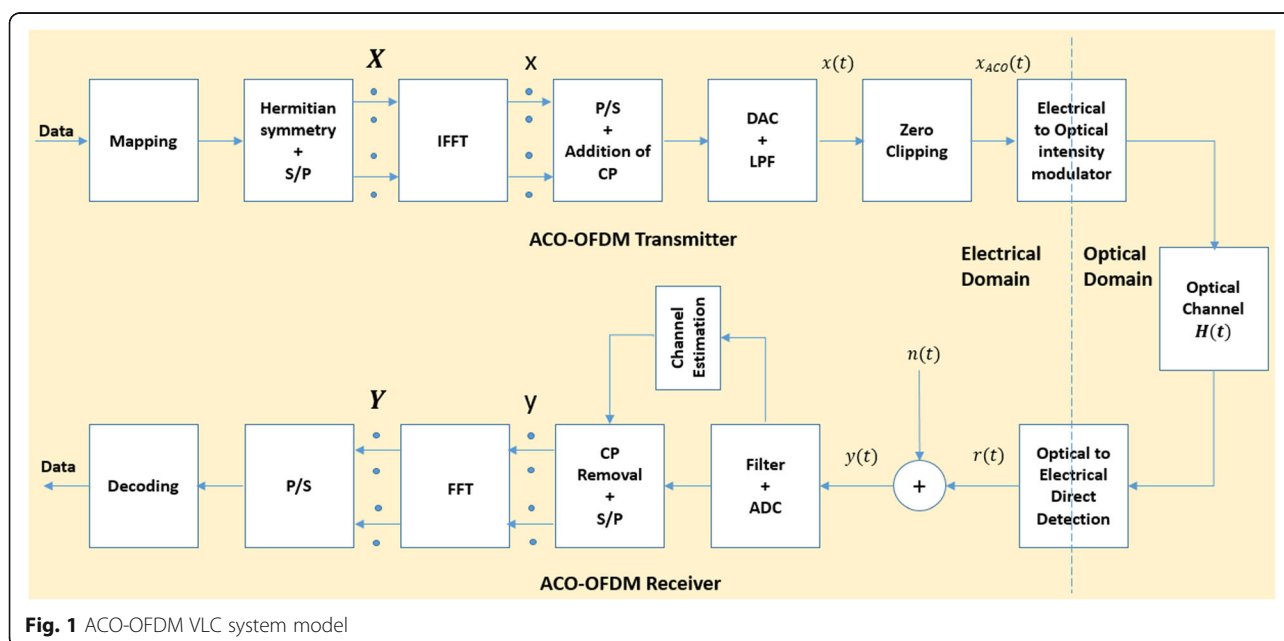 Data
Mapping
Hermitian
symmetry
+
S/P
X
IFFT
x
P/S
+
Addition of
CP
DAC
+
LPF
x(t)
Zero
Clipping
x_ACO(t)
Electrical
to Optical
intensity
modulator
ACO-OFDM Transmitter
Electrical
Domain
Optical
Domain
Optical
Channel
H(t)
Channel
Estimation
n(t)
Data
Decoding
P/S
Y
FFT
y
CP
Removal
+
S/P
Filter
+
ADC
y(t)
+
r(t)
Optical to
Electrical
Direct
Detection
ACO-OFDM Receiver
Fig. 1 ACO-OFDM VLC system model